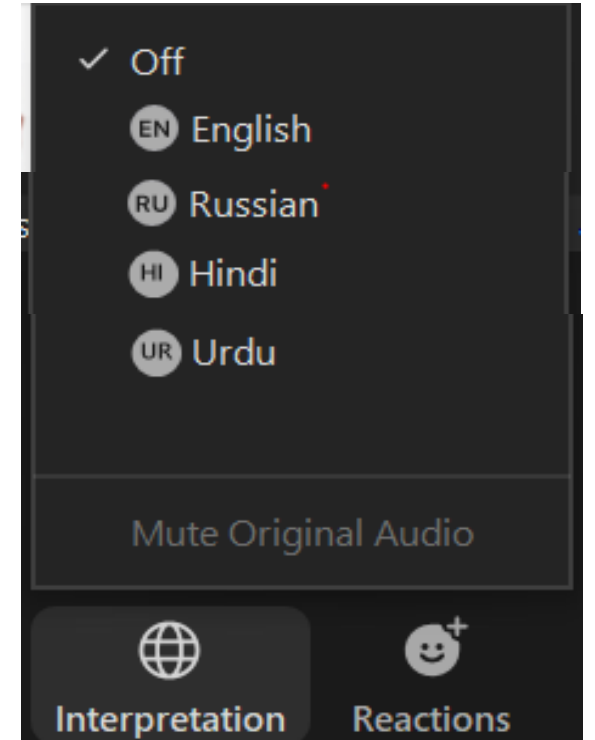 Off
EN English
RU Russian
HI Hindi
UR Urdu
Mute Original Audio
Interpretation Reactions